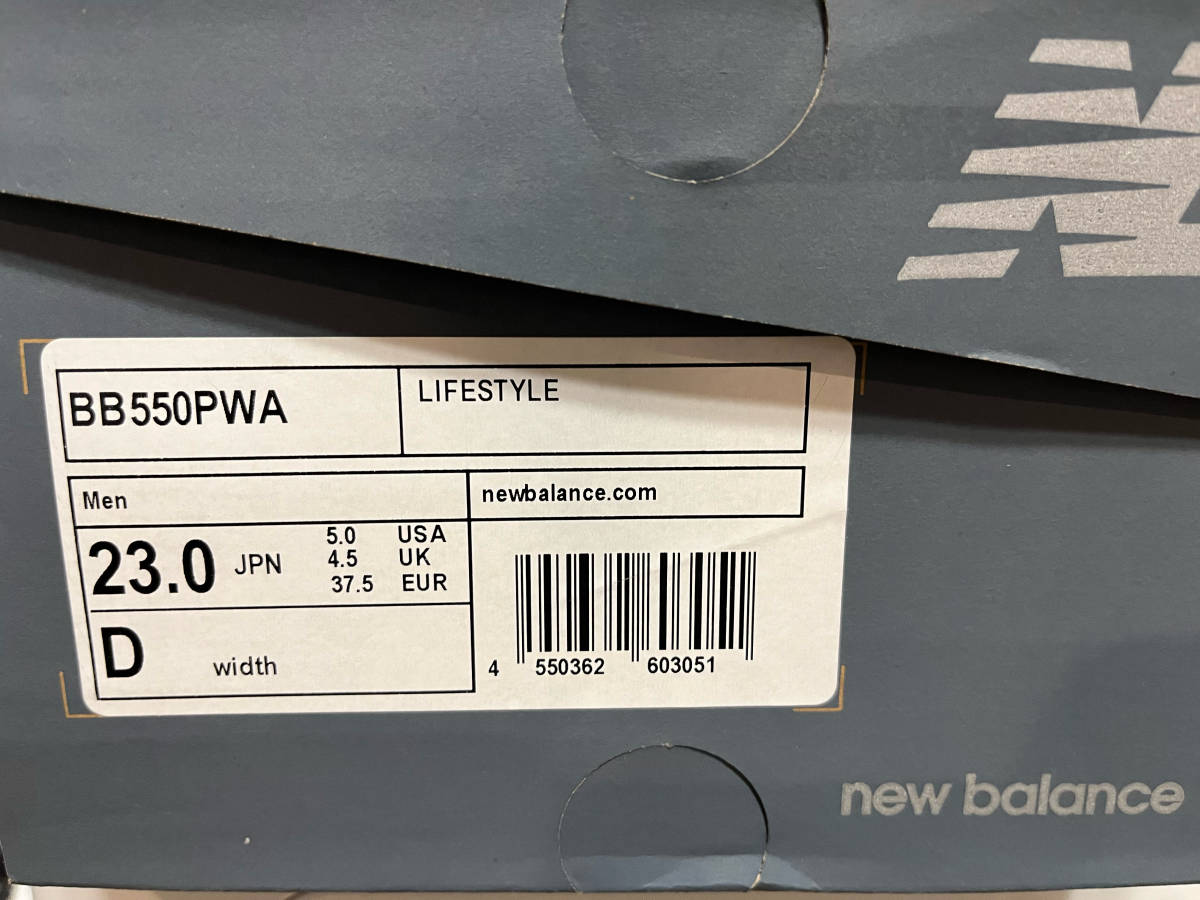 BB550PWA
LIFESTYLE
Men
newbalance.com
23.0 JPN
5.0 USA
4.5 UK
37.5 EUR
D width
4 550362 603051
new balance